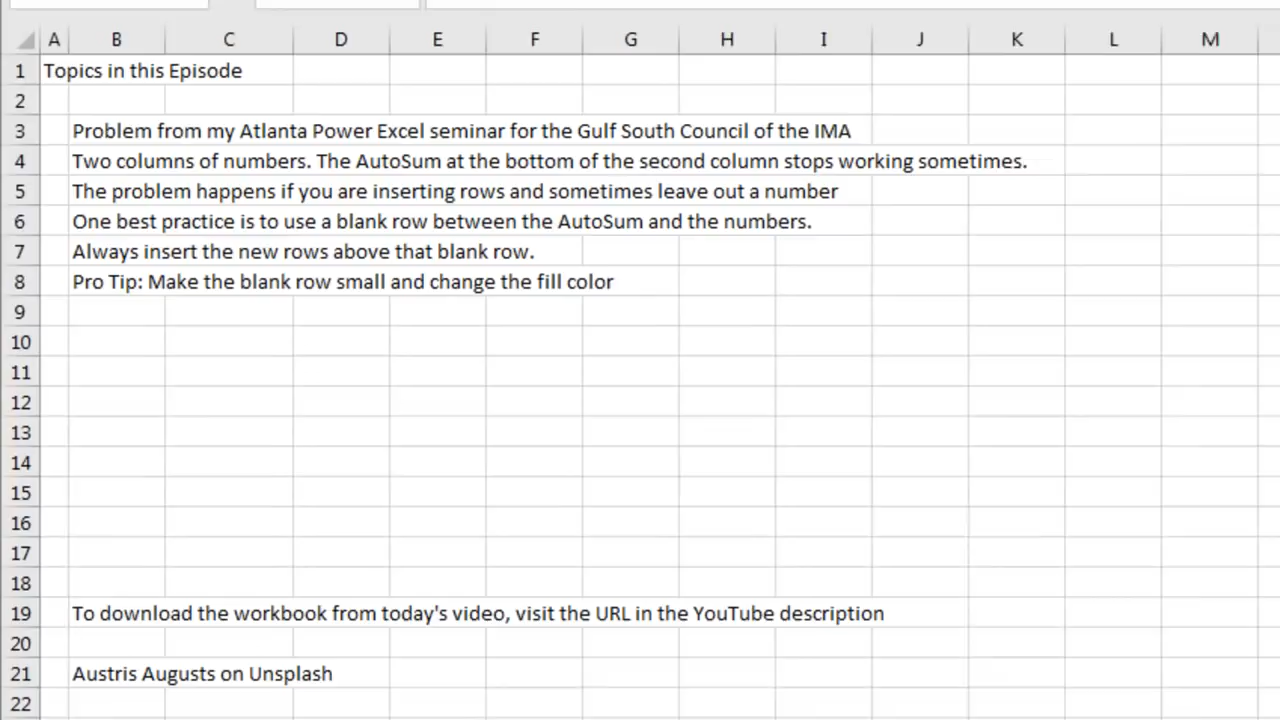 A B C D E F G H I J K L M
1 Topics in this Episode
2
3 Problem from my Atlanta Power Excel seminar for the Gulf South Council of the IMA
4 Two columns of numbers. The AutoSum at the bottom of the second column stops working sometimes.
5 The problem happens if you are inserting rows and sometimes leave out a number
6 One best practice is to use a blank row between the AutoSum and the numbers.
7 Always insert the new rows above that blank row.
8 Pro Tip: Make the blank row small and change the fill color
9
10
11
12
13
14
15
16
17
18
19 To download the workbook from today's video, visit the URL in the YouTube description
20
21 Austris Augusts on Unsplash
22